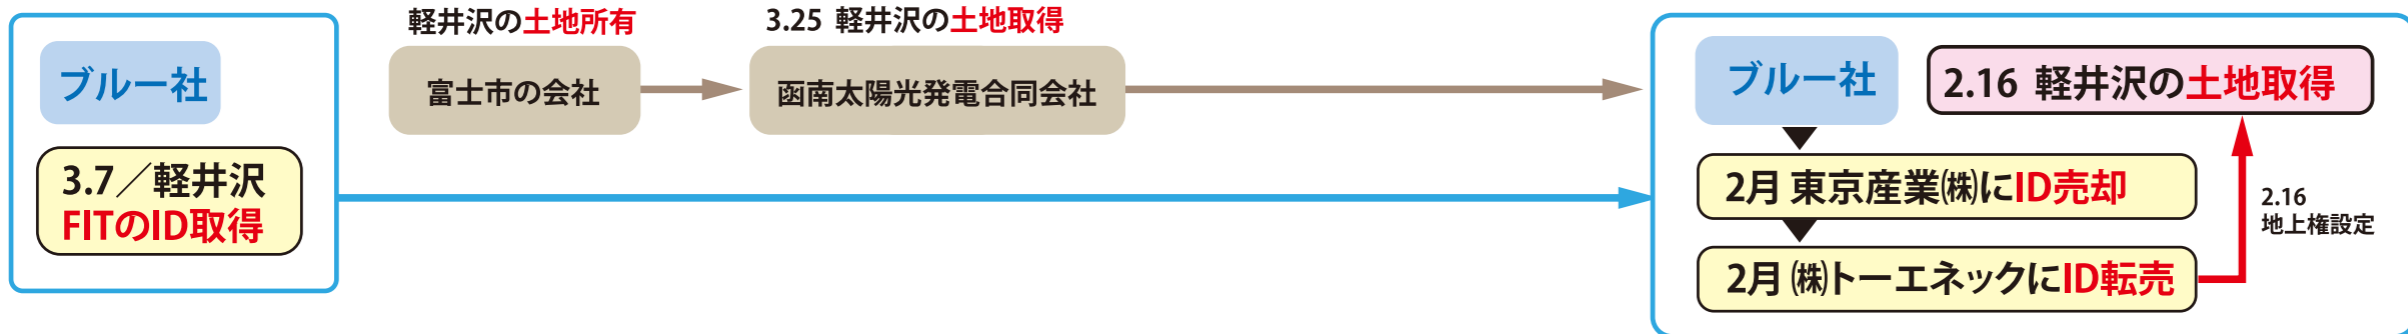 ブルー社
3.7／軽井沢
FITのID取得
軽井沢の土地所有
富士市の会社
3.25 軽井沢の土地取得
函南太陽光発電合同会社
ブルー社
2.16 軽井沢の土地取得
2月 東京産業㈱にID売却
2月 ㈱トーエネックにID転売
2.16
地上権設定